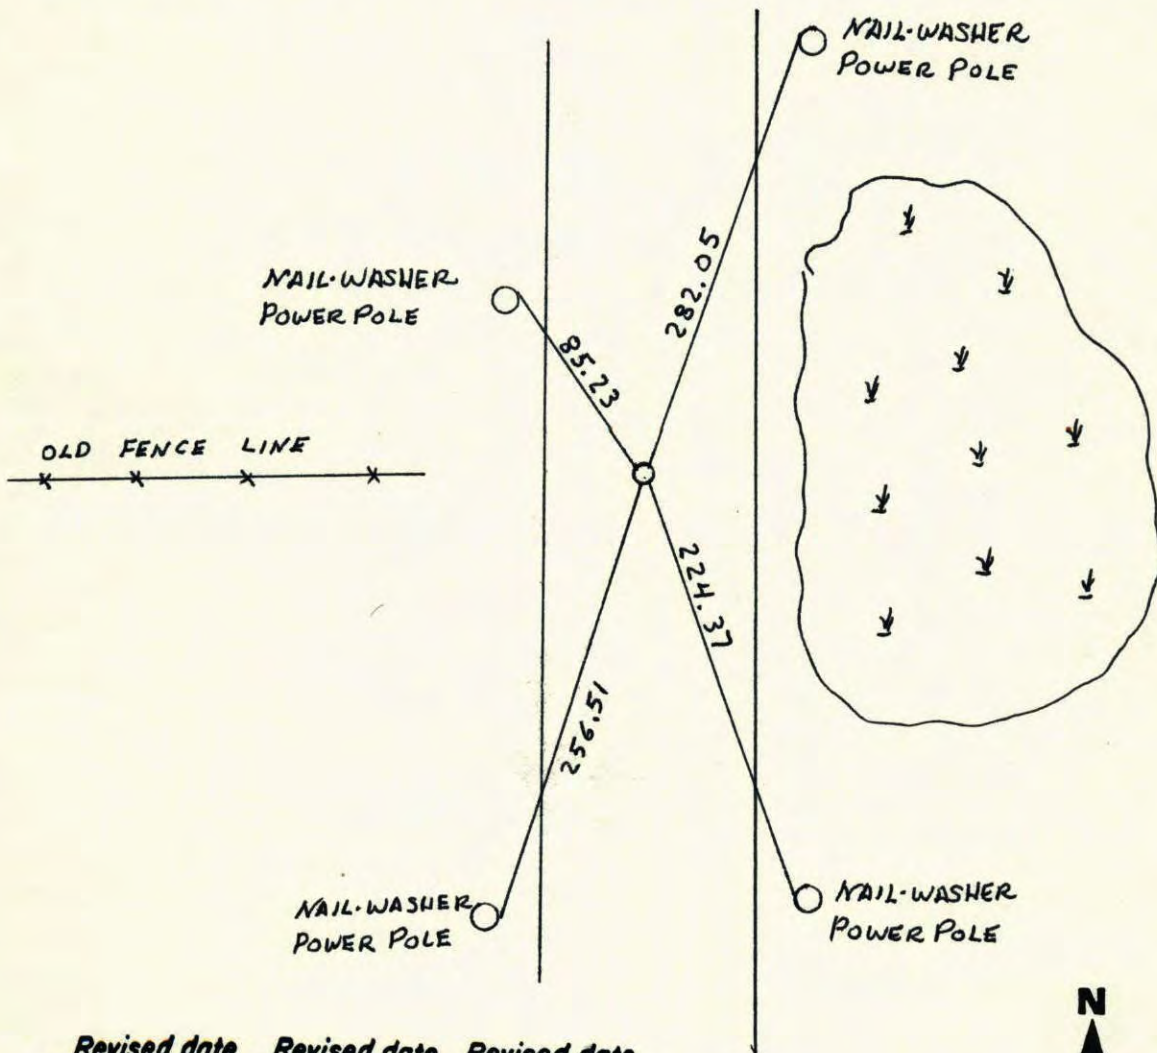 NAIL-WASHER
POWER POLE
NAIL-WASHER
POWER POLE
282.05
85.23
OLD FENCE LINE
224.37
256.51
NAIL-WASHER
POWER POLE
NAIL-WASHER
POWER POLE
N
Revised date Revised date Revised date